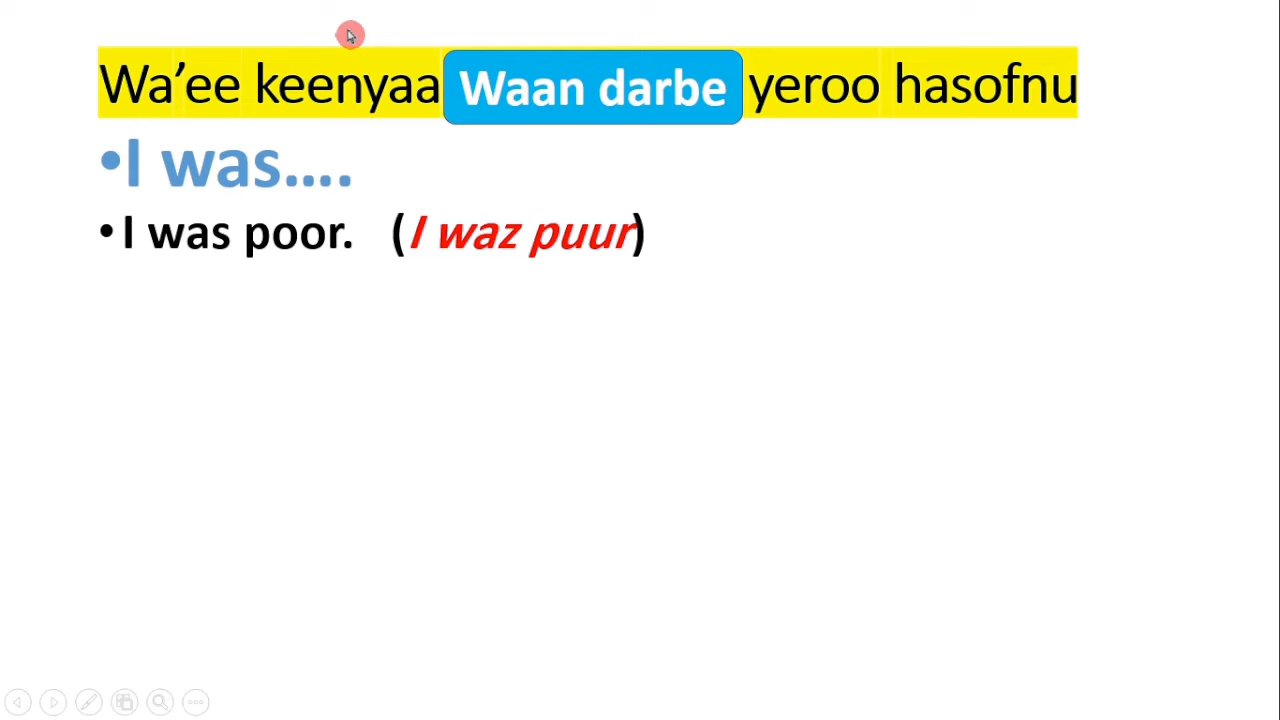 Wa’ee keenyaa Waan darbe yeroo hasofnu
•I was....
• I was poor. (I waz puur)